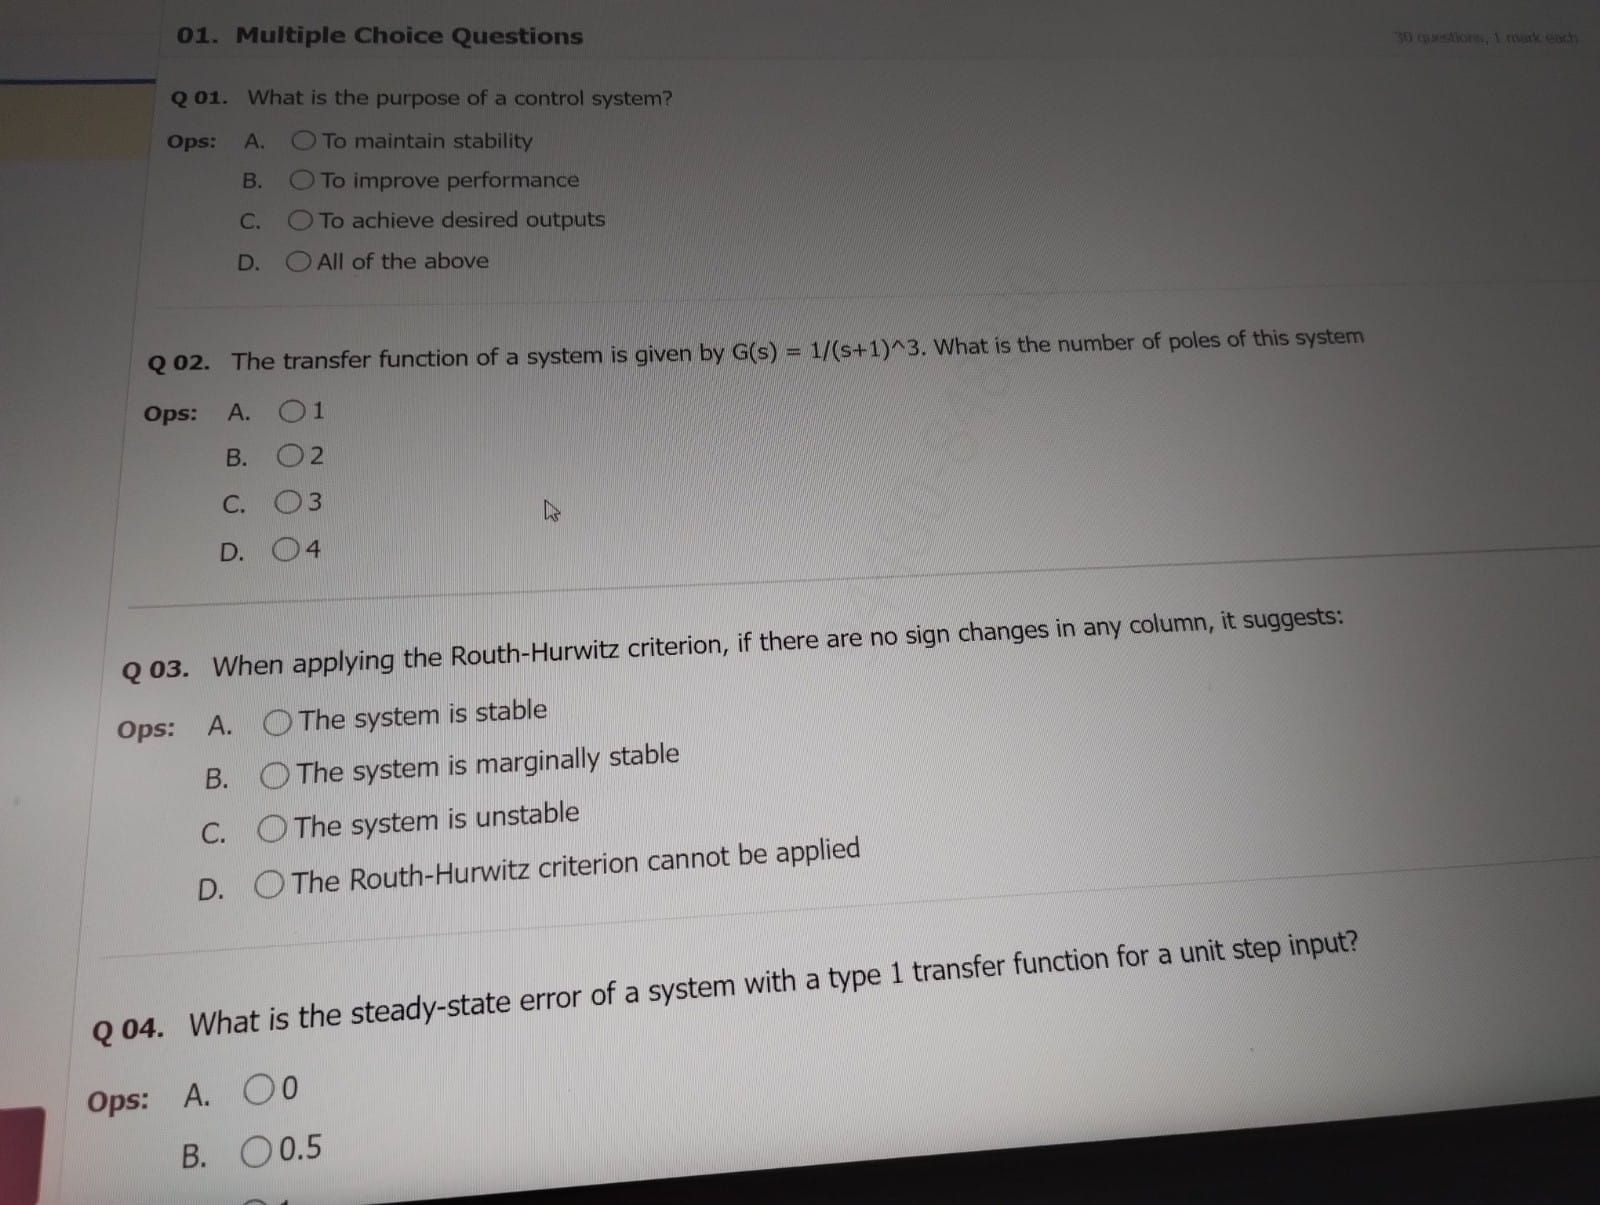 01. Multiple Choice Questions
30 questions, 1 mark each
Q 01. What is the purpose of a control system?
Ops: A. To maintain stability
B. To improve performance
C. To achieve desired outputs
D. All of the above
Q 02. The transfer function of a system is given by G(s) = 1/(s+1)^3. What is the number of poles of this system
Ops: A. 1
B. 2
C. 3
D. 4
Q 03. When applying the Routh-Hurwitz criterion, if there are no sign changes in any column, it suggests:
Ops: A. The system is stable
B. The system is marginally stable
C. The system is unstable
D. The Routh-Hurwitz criterion cannot be applied
Q 04. What is the steady-state error of a system with a type 1 transfer function for a unit step input?
Ops: A. 0
B. 0.5